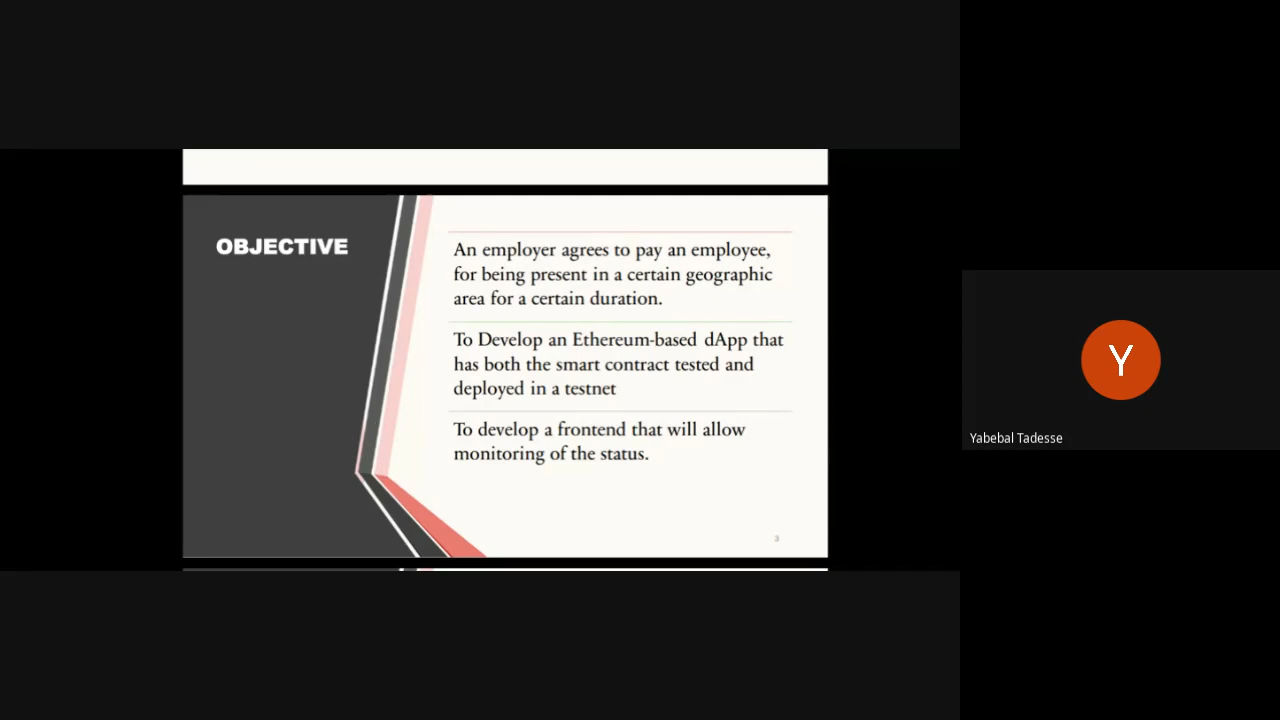 OBJECTIVE
An employer agrees to pay an employee,
for being present in a certain geographic
area for a certain duration.
To Develop an Ethereum-based dApp that
has both the smart contract tested and
deployed in a testnet
To develop a frontend that will allow
monitoring of the status.
3
Y
Yabebal Tadesse